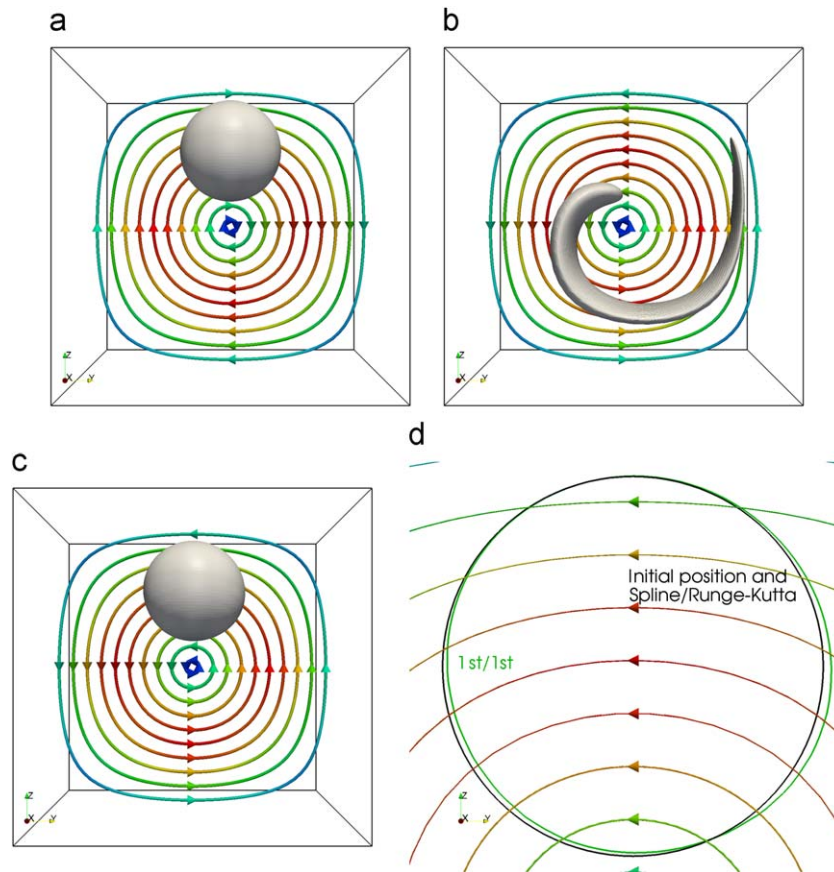 a
b
Z
X
Y
Z
X
Y
c
d
Initial position and
Spline/Runge-Kutta
1st/1st
Z
X
Y
Z
X
Y